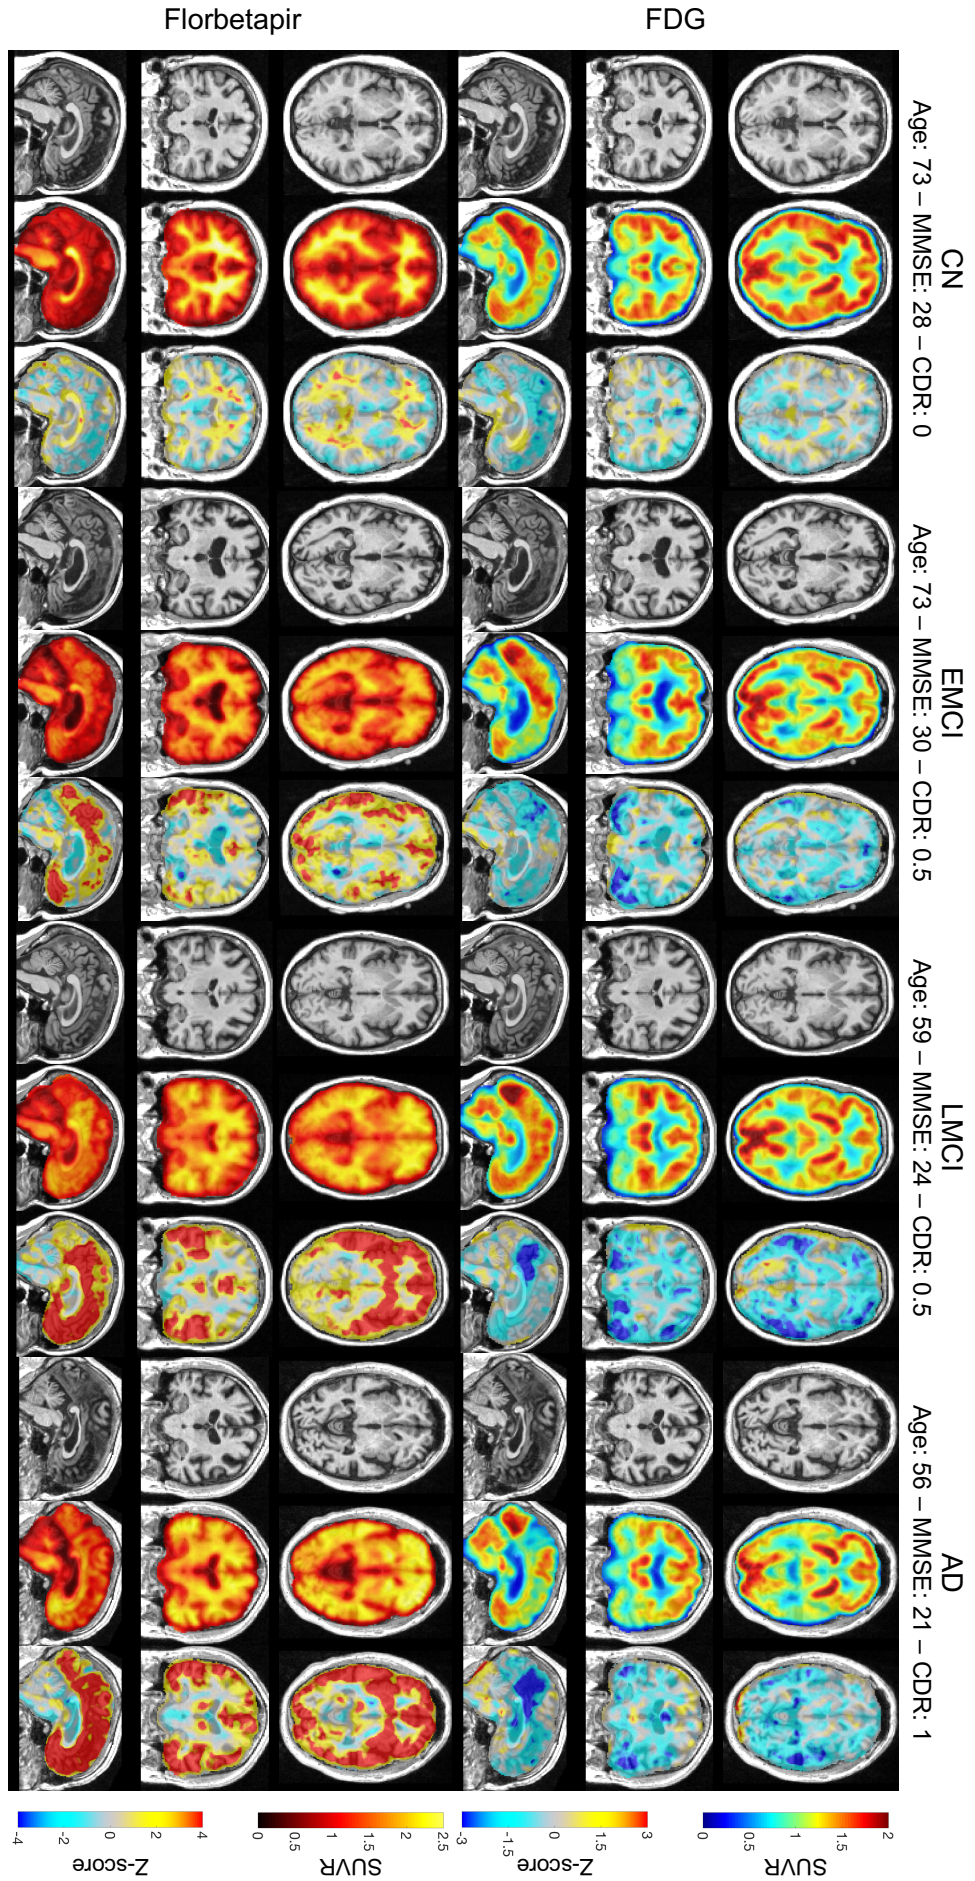 Florbetapir
FDG
CN
Age: 73 – MMSE: 28 – CDR: 0
EMCI
Age: 73 – MMSE: 30 – CDR: 0.5
LMCI
Age: 59 – MMSE: 24 – CDR: 0.5
AD
Age: 56 – MMSE: 21 – CDR: 1
-4 -2 0 2 4
Z-score
0 0.5 1 1.5 2 2.5
SUVR
-3 -1.5 0 1.5 3
Z-score
0 0.5 1 1.5 2
SUVR